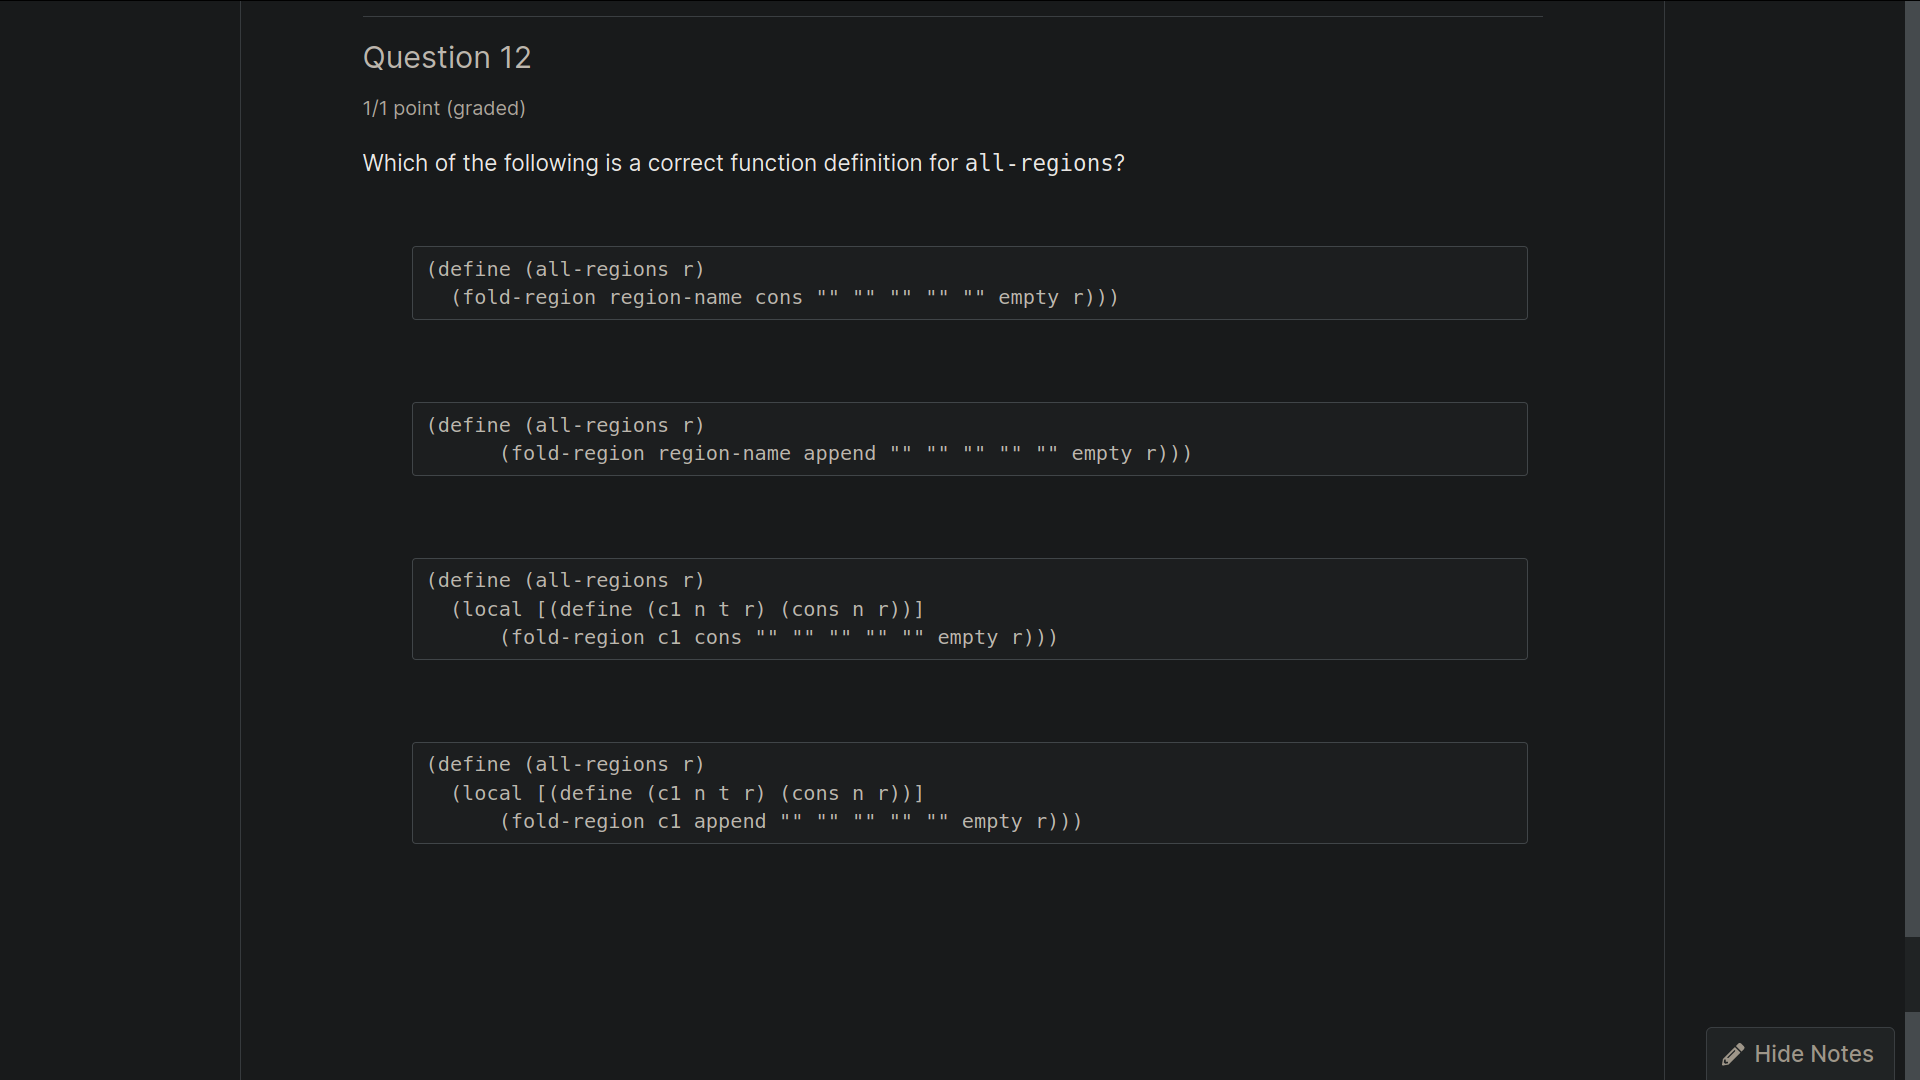 Question 12
1/1 point (graded)
Which of the following is a correct function definition for all-regions?
(define (all-regions r)
  (fold-region region-name cons "" "" "" "" "" empty r)))
(define (all-regions r)
      (fold-region region-name append "" "" "" "" "" empty r)))
(define (all-regions r)
  (local [(define (c1 n t r) (cons n r))]
      (fold-region c1 cons "" "" "" "" "" empty r)))
(define (all-regions r)
  (local [(define (c1 n t r) (cons n r))]
      (fold-region c1 append "" "" "" "" "" empty r)))
Hide Notes